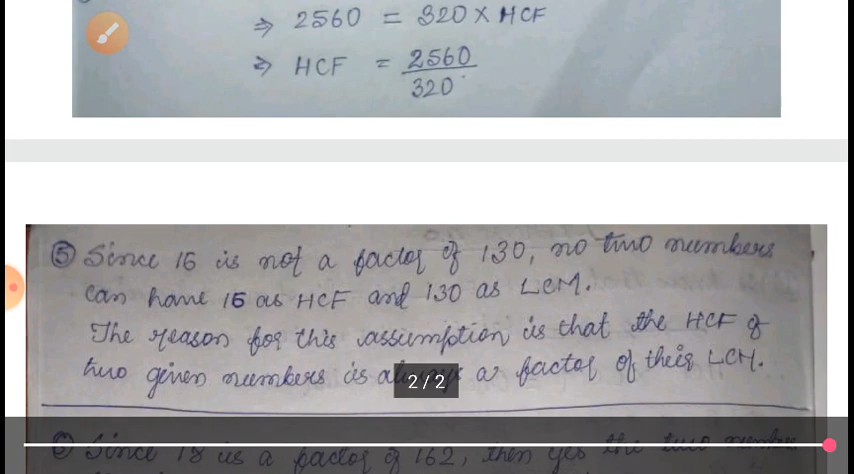 ⇒ 2560 = 320 × HCF
⇒ HCF = 2560
320
⑤ Since 16 is not a factor of 130, no two numbers
can have 16 as HCF and 130 as LCM.
The reason for this assumption is that the HCF of
two given numbers is always a factor of their LCM.
2 / 2
Since 18 is a factor of 162, then yes the two numbers